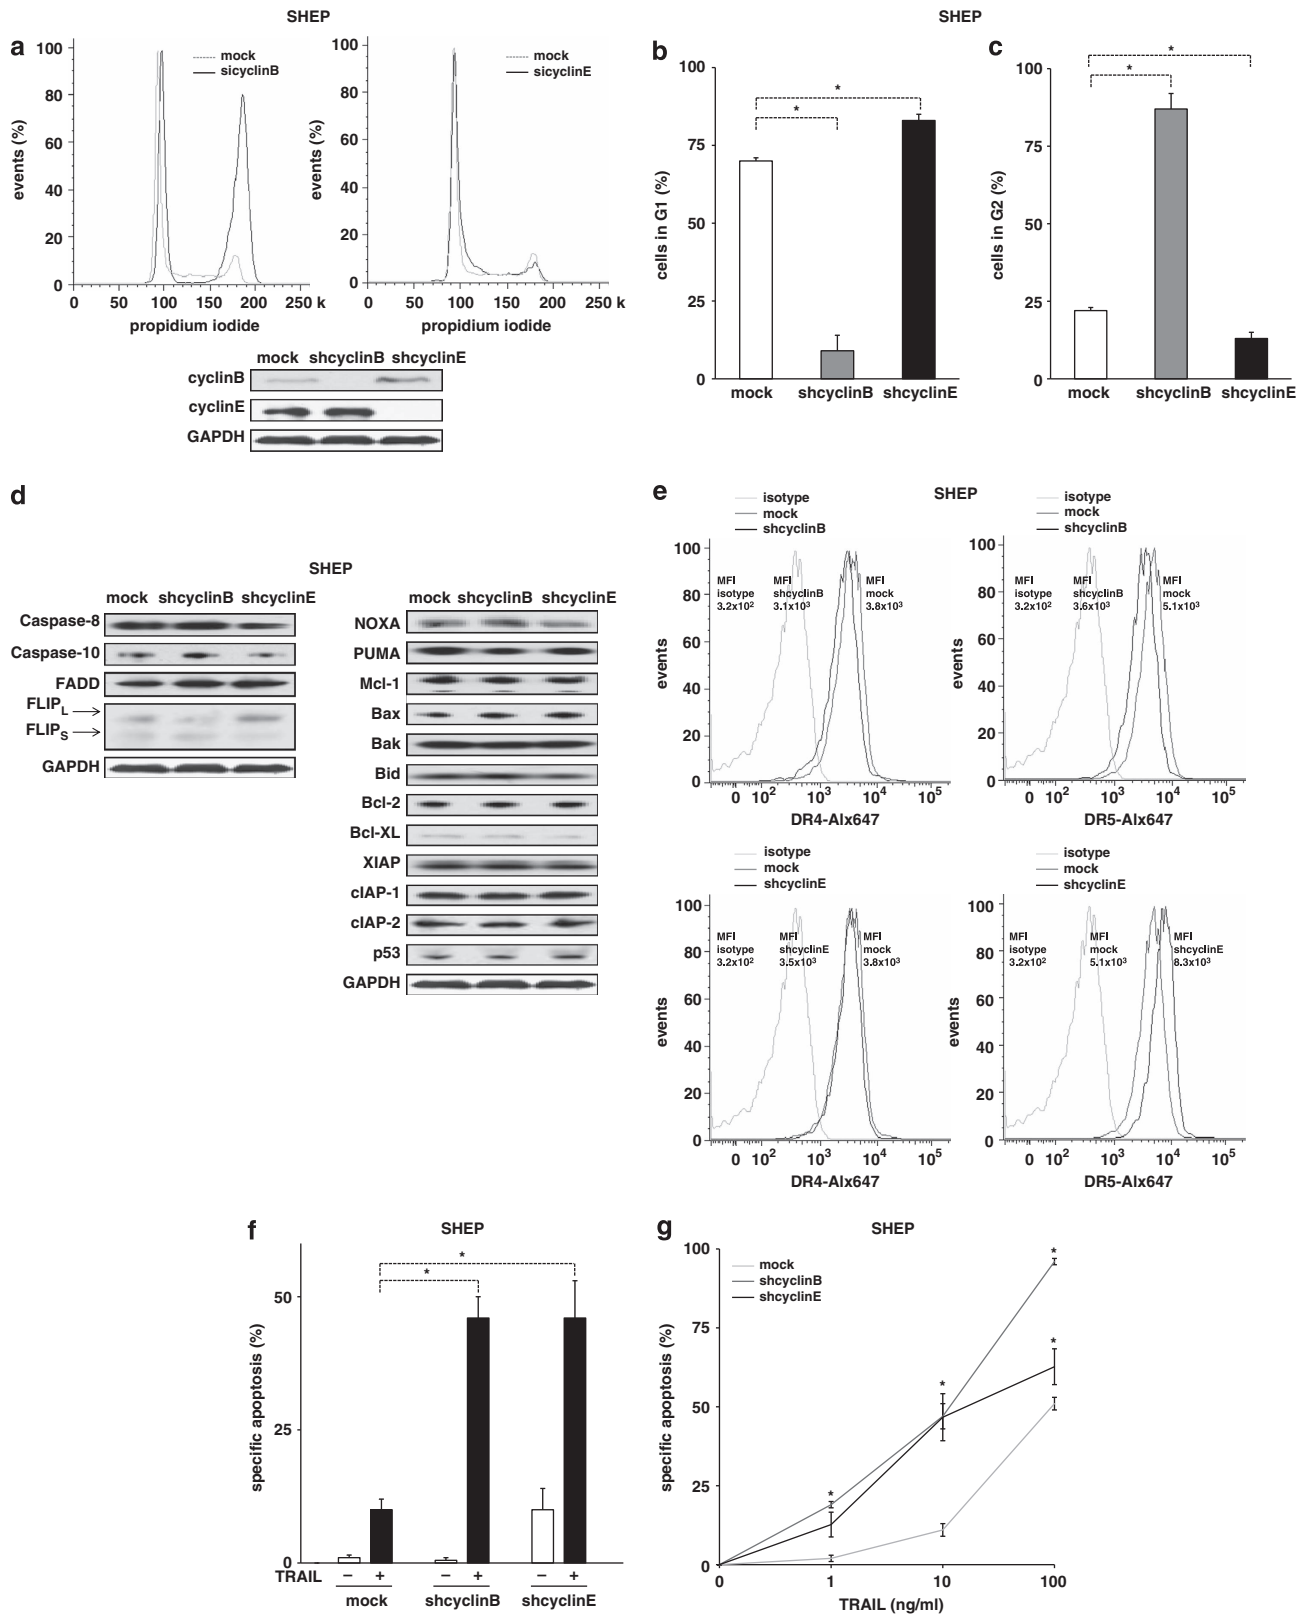 SHEP
SHEP
a
100
80
60
40
20
0
events (%)
mock
sicyclinB
0 50 100 150 200 250 k
propidium iodide
100
80
60
40
20
0
events (%)
mock
sicyclinE
0 50 100 150 200 250 k
propidium iodide
mock shcyclinB shcyclinE
cyclinB
cyclinE
GAPDH
b
100
75
50
25
0
cells in G1 (%)
*
*
mock shcyclinB shcyclinE
c
100
75
50
25
0
cells in G2 (%)
*
*
mock shcyclinB shcyclinE
d
SHEP
mock shcyclinB shcyclinE
Caspase-8
Caspase-10
FADD
FLIPL
FLIPS
GAPDH
mock shcyclinB shcyclinE
NOXA
PUMA
Mcl-1
Bax
Bak
Bid
Bcl-2
Bcl-XL
XIAP
cIAP-1
cIAP-2
p53
GAPDH
e
SHEP
isotype
mock
shcyclinB
100
80
60
40
20
0
events
MFI isotype 3.2x10²
MFI shcyclinB 3.1x10³
MFI mock 3.8x10³
0 10² 10³ 10⁴ 10⁵
DR4-Alx647
isotype
mock
shcyclinB
100
80
60
40
20
0
events
MFI isotype 3.2x10²
MFI shcyclinB 3.6x10³
MFI mock 5.1x10³
0 10² 10³ 10⁴ 10⁵
DR5-Alx647
isotype
mock
shcyclinE
100
80
60
40
20
0
events
MFI isotype 3.2x10²
MFI shcyclinE 3.5x10³
MFI mock 3.8x10³
0 10² 10³ 10⁴ 10⁵
DR4-Alx647
isotype
mock
shcyclinE
100
80
60
40
20
0
events
MFI isotype 3.2x10²
MFI mock 5.1x10³
MFI shcyclinE 8.3x10³
0 10² 10³ 10⁴ 10⁵
DR5-Alx647
f
SHEP
50
25
0
specific apoptosis (%)
*
*
TRAIL – + – + – +
mock shcyclinB shcyclinE
g
SHEP
mock
shcyclinB
shcyclinE
100
75
50
25
0
specific apoptosis (%)
*
*
*
*
0 1 10 100
TRAIL (ng/ml)